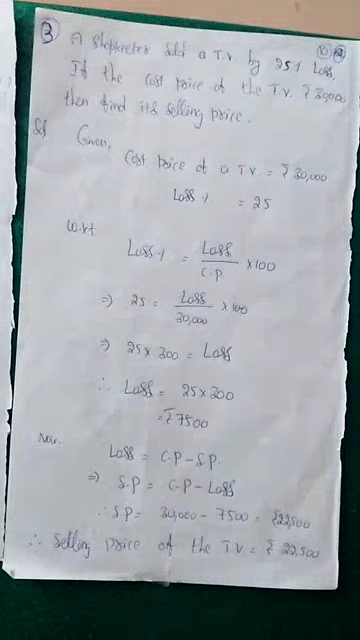 ③ A Shopkeeper Sold a T.V. by 25% Loss.
If the cost price of the T.V. ₹ 30,000
then find its selling price.
Sol Given,
Cost price of a T.V = ₹ 30,000
Loss % = 25
W.K.T
Loss % = Loss / C.P. ×100
⇒ 25 = Loss / 30,000 × 100
⇒ 25 × 300 = Loss
∴ Loss = 25 × 300
= ₹ 7500
Now.
Loss = C.P – S.P.
⇒ S.P = C.P – Loss
∴ S.P = 30,000 – 7500 = ₹22,500
∴ Selling price of the T.V = ₹ 22,500